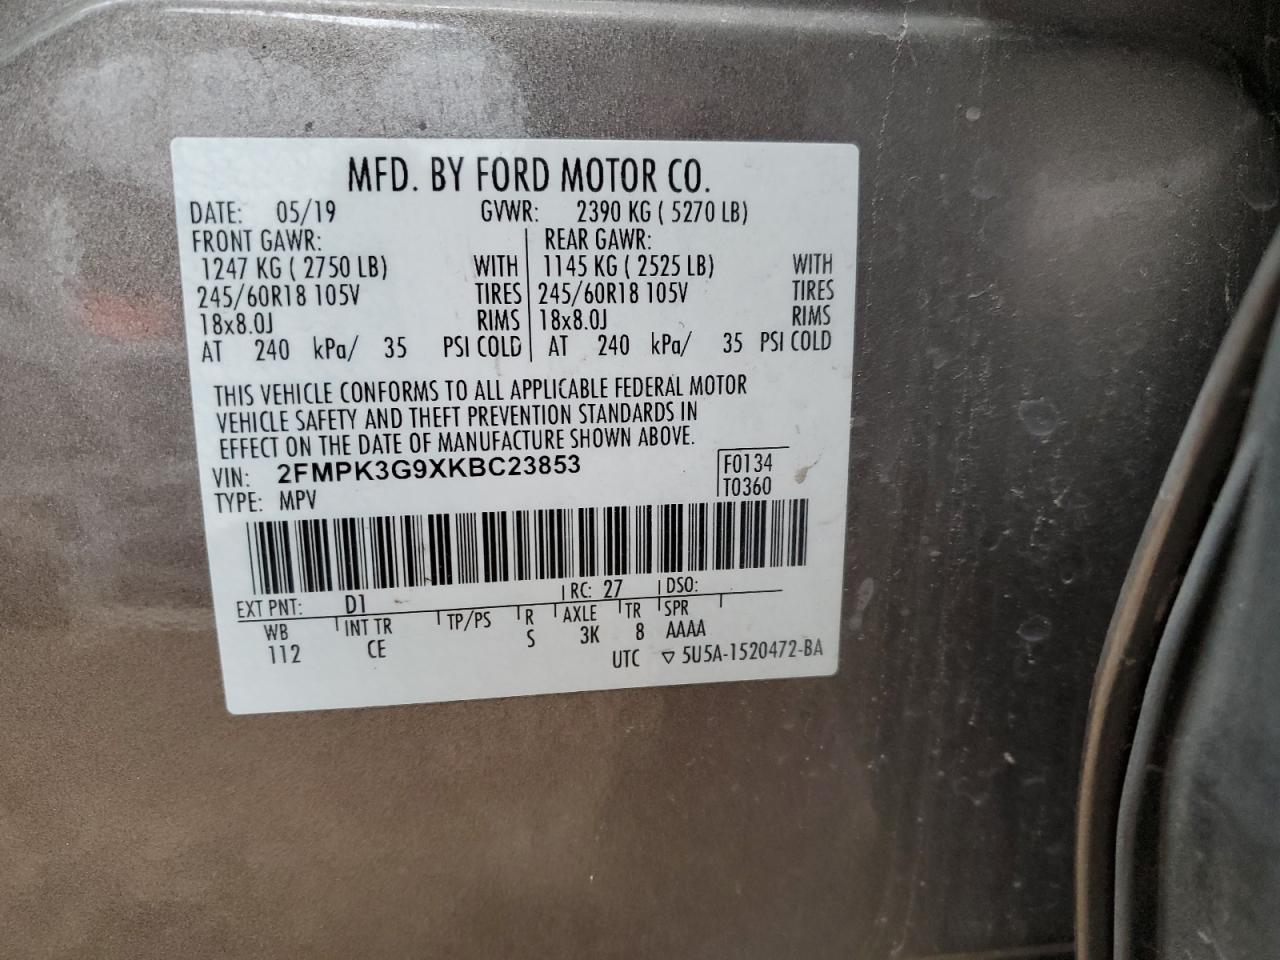 MFD. BY FORD MOTOR CO.
DATE: 05/19 GVWR: 2390 KG ( 5270 LB)
FRONT GAWR: REAR GAWR:
1247 KG ( 2750 LB) WITH 1145 KG ( 2525 LB) WITH
245/60R18 105V TIRES 245/60R18 105V TIRES
18x8.0J RIMS 18x8.0J RIMS
AT 240 kPa/ 35 PSI COLD AT 240 kPa/ 35 PSI COLD
THIS VEHICLE CONFORMS TO ALL APPLICABLE FEDERAL MOTOR
VEHICLE SAFETY AND THEFT PREVENTION STANDARDS IN
EFFECT ON THE DATE OF MANUFACTURE SHOWN ABOVE.
VIN: 2FMPK3G9XKBC23853 F0134
TYPE: MPV T0360
EXT PNT: D1 RC: 27 DSO:
WB INT TR TP/PS R AXLE TR SPR
112 CE S 3K 8 AAAA
UTC ▽ 5U5A-1520472-BA